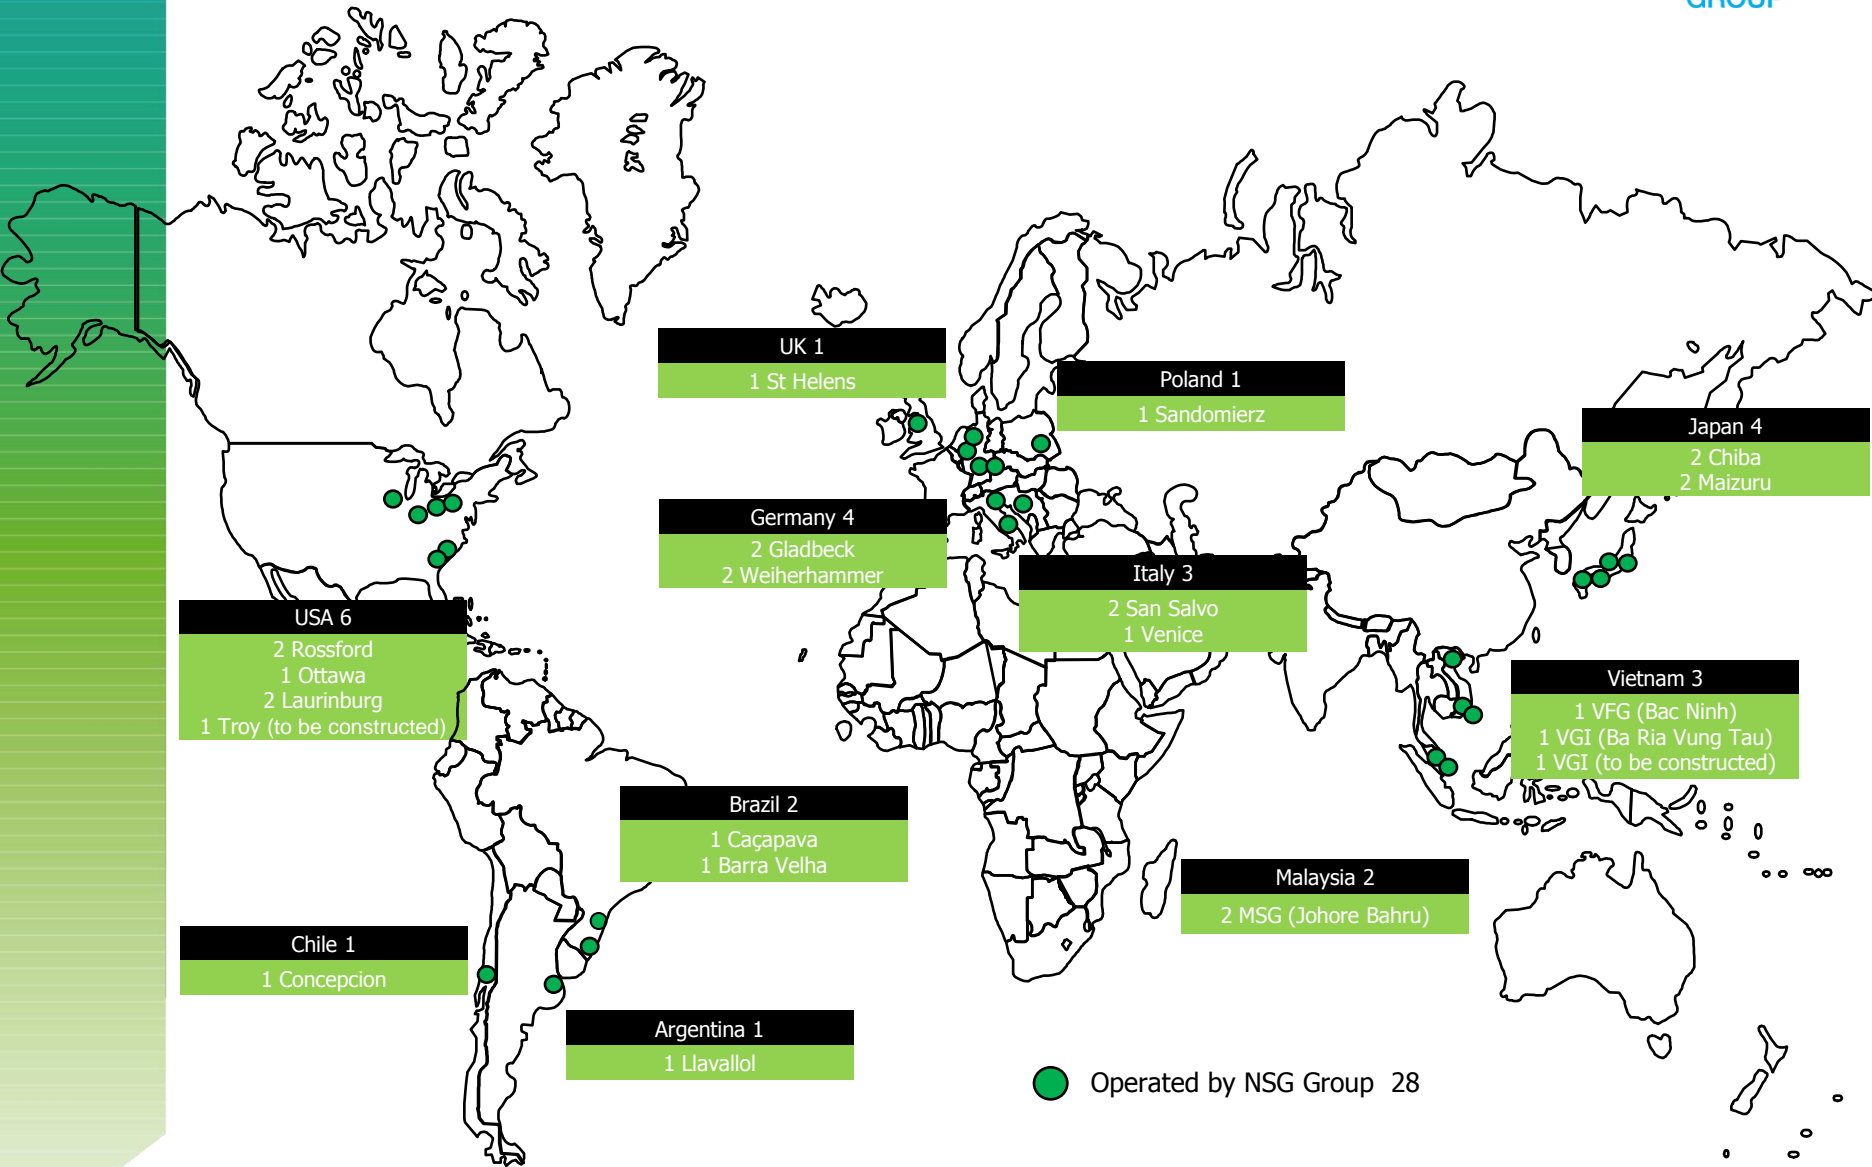 GROUP
UK 1
1 St Helens
Poland 1
1 Sandomierz
Japan 4
2 Chiba
2 Maizuru
Germany 4
2 Gladbeck
2 Weiherhammer
Italy 3
2 San Salvo
1 Venice
USA 6
2 Rossford
1 Ottawa
2 Laurinburg
1 Troy (to be constructed)
Vietnam 3
1 VFG (Bac Ninh)
1 VGI (Ba Ria Vung Tau)
1 VGI (to be constructed)
Brazil 2
1 Caçapava
1 Barra Velha
Malaysia 2
2 MSG (Johore Bahru)
Chile 1
1 Concepcion
Argentina 1
1 Llavallol
Operated by NSG Group 28